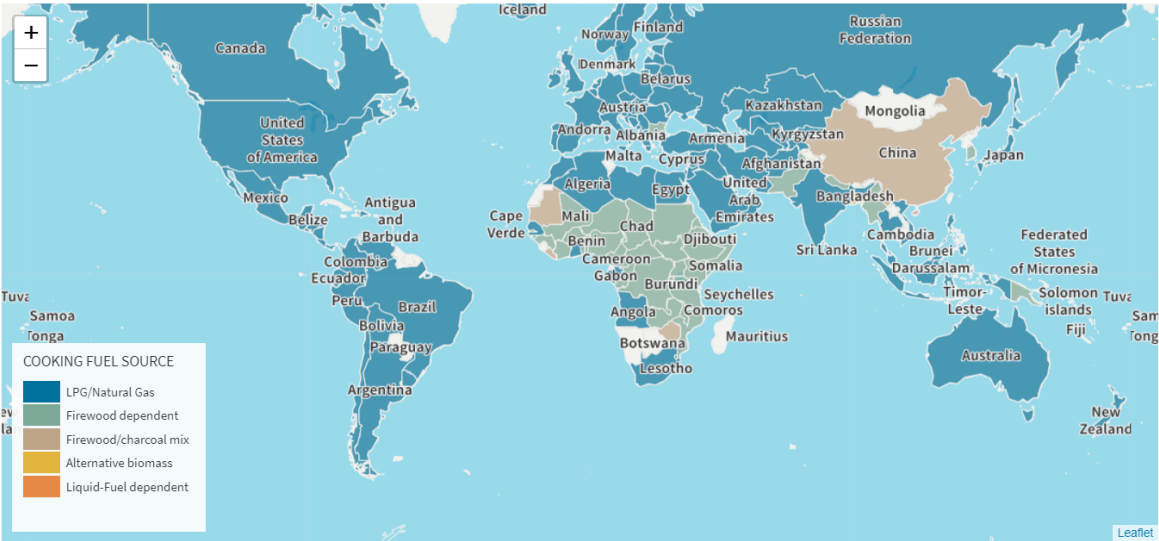 +
−
Iceland
Norway
Finland
Russian
Federation
Canada
Denmark
Belarus
United
States
of America
Austria
Kazakhstan
Mongolia
Andorra
Albania
Armenia
Kyrgyzstan
China
Japan
Malta
Cyprus
Afghanistan
Mexico
Algeria
Egypt
United
Arab
Emirates
Bangladesh
Belize
Antigua
and
Barbuda
Cape
Verde
Mali
Chad
Benin
Djibouti
Cambodia
Sri Lanka
Brunei
Darussalam
Federated
States
of Micronesia
Colombia
Ecuador
Cameroon
Gabon
Somalia
Burundi
Peru
Brazil
Seychelles
Comoros
Timor-
Leste
Solomon
islands
Tuva
Tuva
Samoa
Tonga
Angola
Bolivia
Fiji
Sam
Tong
Paraguay
Botswana
Mauritius
Lesotho
Australia
Argentina
New
Zealand
ew
lan
COOKING FUEL SOURCE
LPG/Natural Gas
Firewood dependent
Firewood/charcoal mix
Alternative biomass
Liquid-Fuel dependent
Leaflet